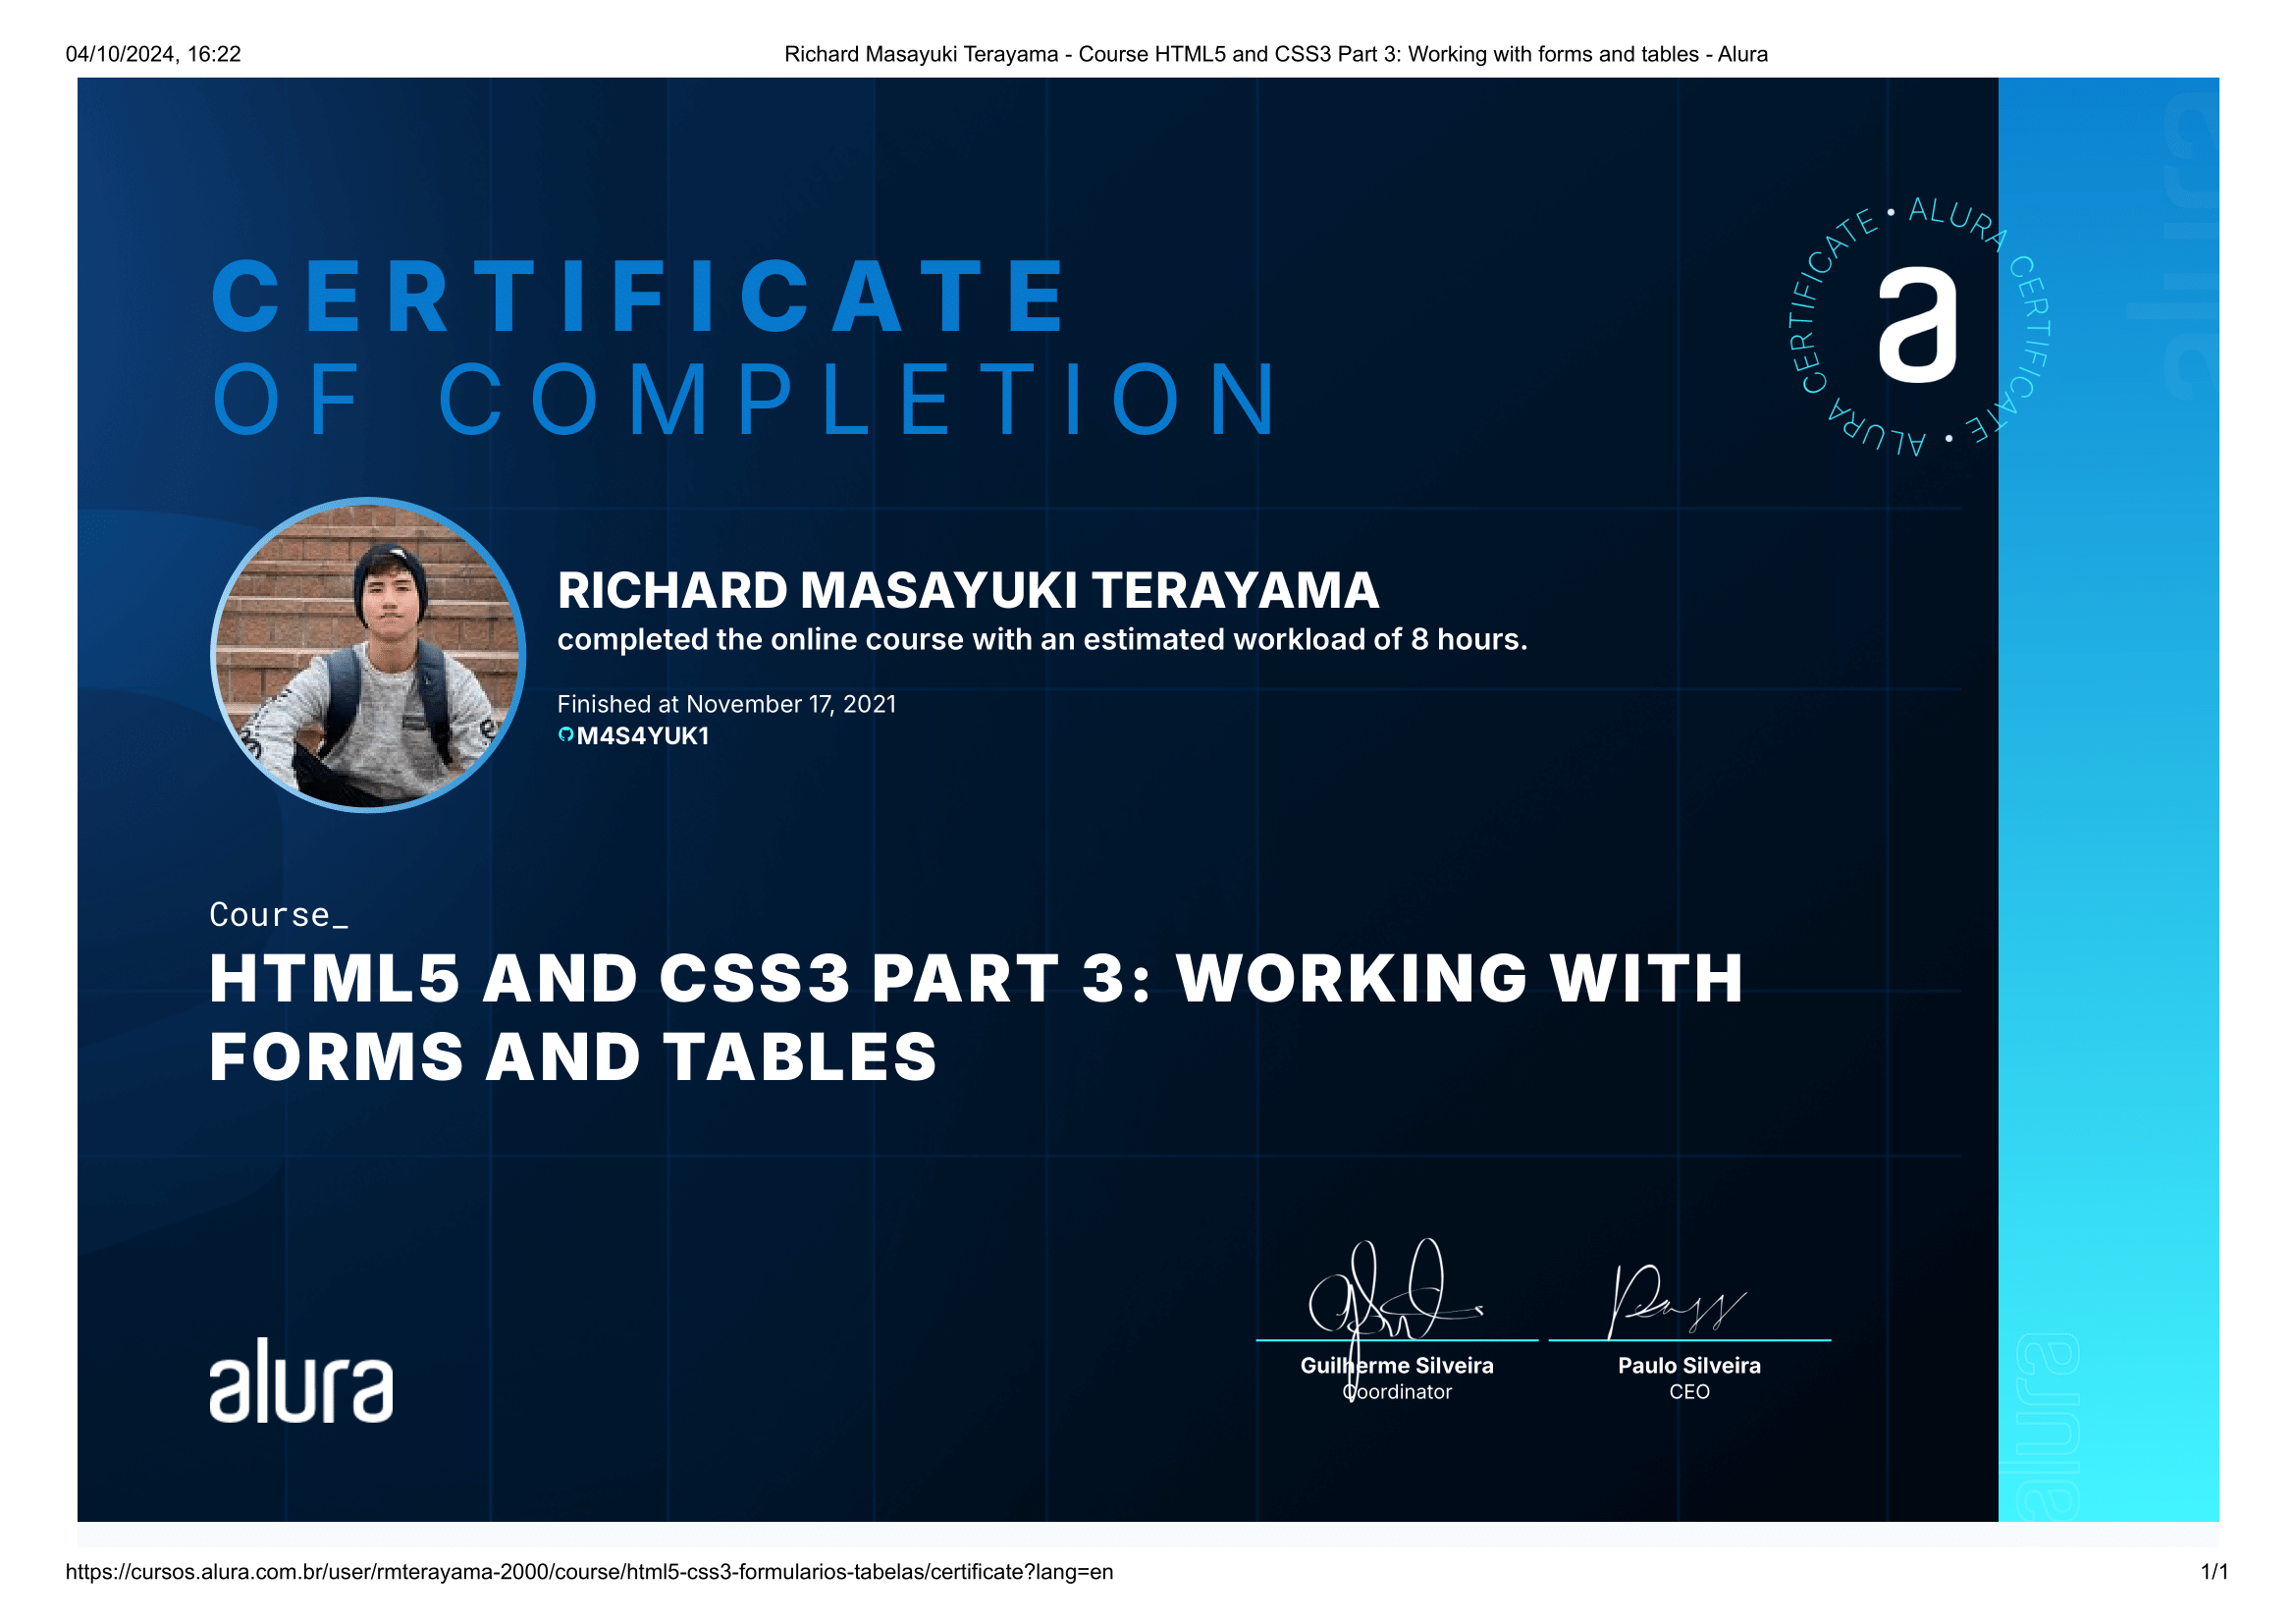 04/10/2024, 16:22
Richard Masayuki Terayama - Course HTML5 and CSS3 Part 3: Working with forms and tables - Alura
alura
ALURA CERTIFICATE • ALURA CERTIFICATE •
a
CERTIFICATE
OF COMPLETION
RICHARD MASAYUKI TERAYAMA
completed the online course with an estimated workload of 8 hours.
Finished at November 17, 2021
M4S4YUK1
Course_
HTML5 AND CSS3 PART 3: WORKING WITH
FORMS AND TABLES
alura
Guilherme Silveira
Coordinator
Paulo Silveira
CEO
alura
https://cursos.alura.com.br/user/rmterayama-2000/course/html5-css3-formularios-tabelas/certificate?lang=en
1/1